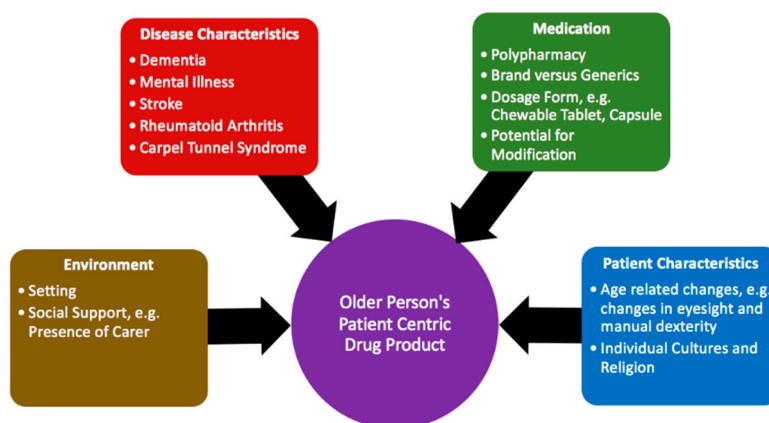 Disease Characteristics
• Dementia
• Mental Illness
• Stroke
• Rheumatoid Arthritis
• Carpel Tunnel Syndrome
Medication
• Polypharmacy
• Brand versus Generics
• Dosage Form, e.g.
Chewable Tablet, Capsule
• Potential for
Modification
Environment
• Setting
• Social Support, e.g.
Presence of Carer
Older Person's
Patient Centric
Drug Product
Patient Characteristics
• Age related changes, e.g.
changes in eyesight and
manual dexterity
• Individual Cultures and
Religion